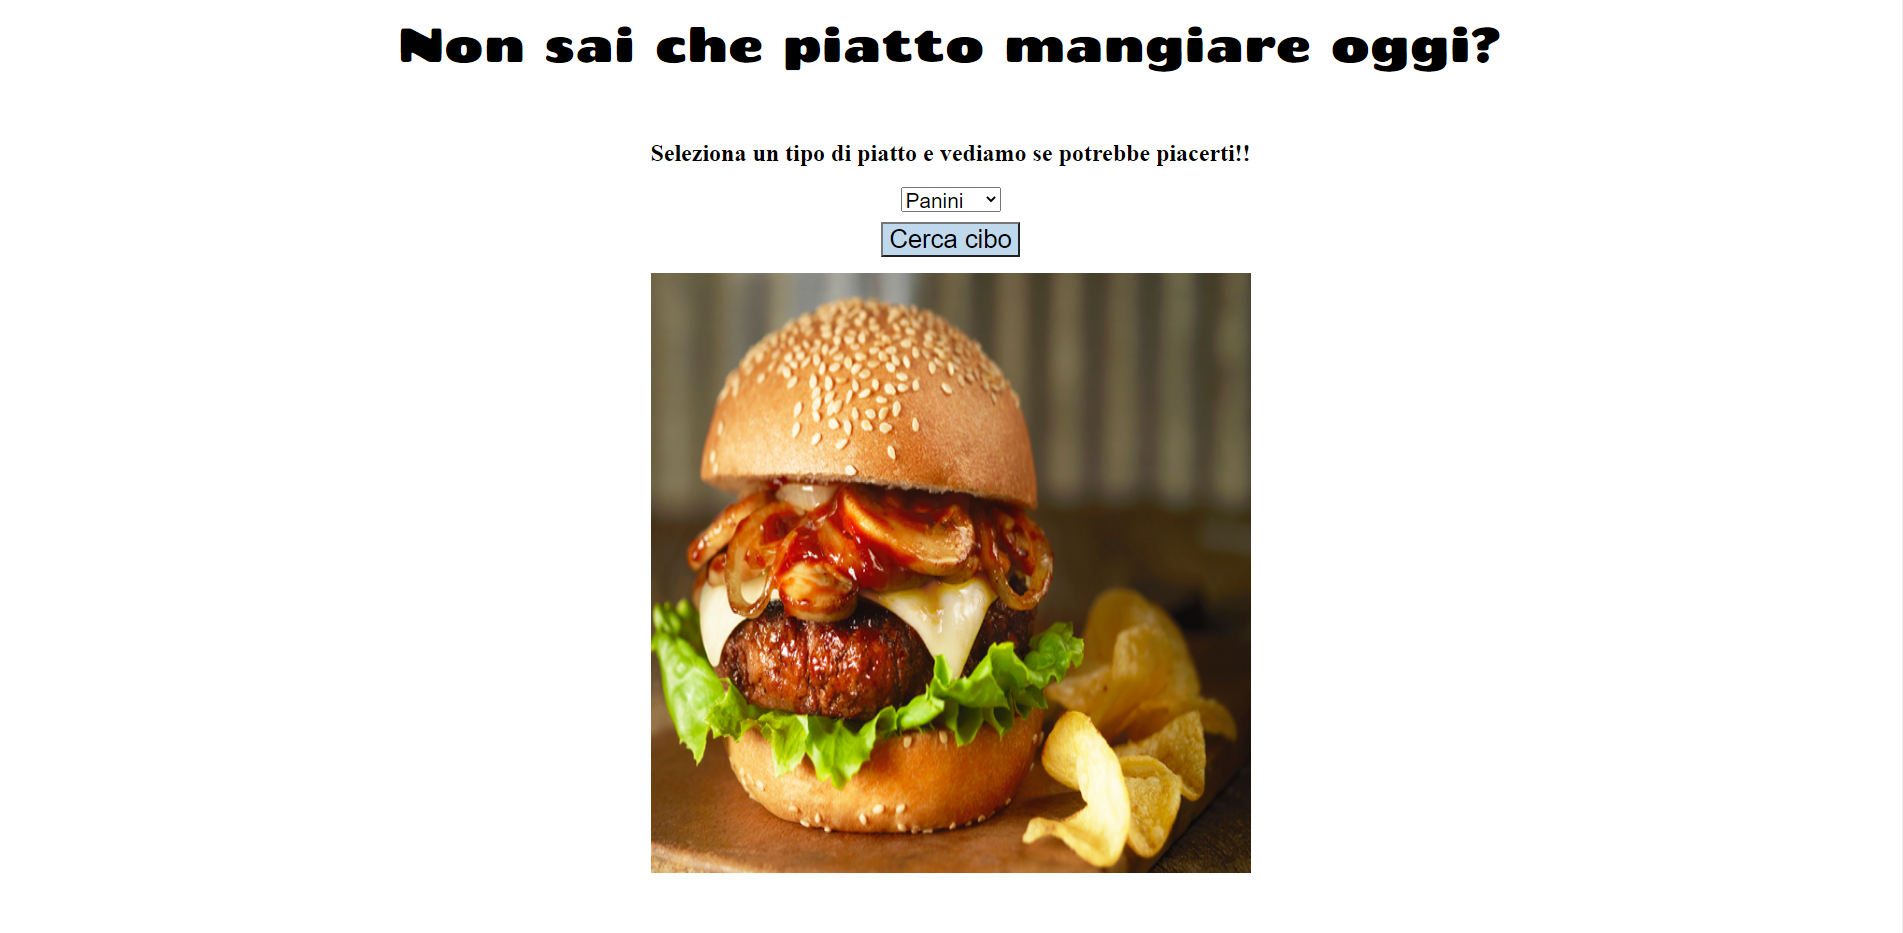 Non sai che piatto mangiare oggi?
Seleziona un tipo di piatto e vediamo se potrebbe piacerti!!
Panini
Cerca cibo